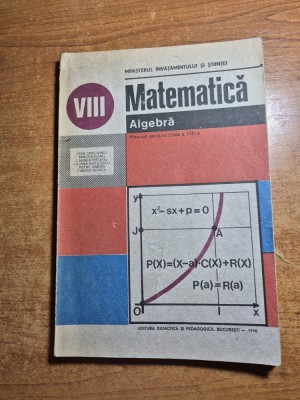 MINISTERUL ÎNVĂŢĂMÎNTULUI ŞI ŞTIINŢEI
VIII
Matematică
Algebră
Manual pentru clasa a VIII-a
y
x²-sx+p=0
J
A
P(X)=(X-a)·C(X)+R(X)
P(a)=R(a)
O
I
x
EDITURA DIDACTICĂ ŞI PEDAGOGICĂ, BUCUREŞTI —